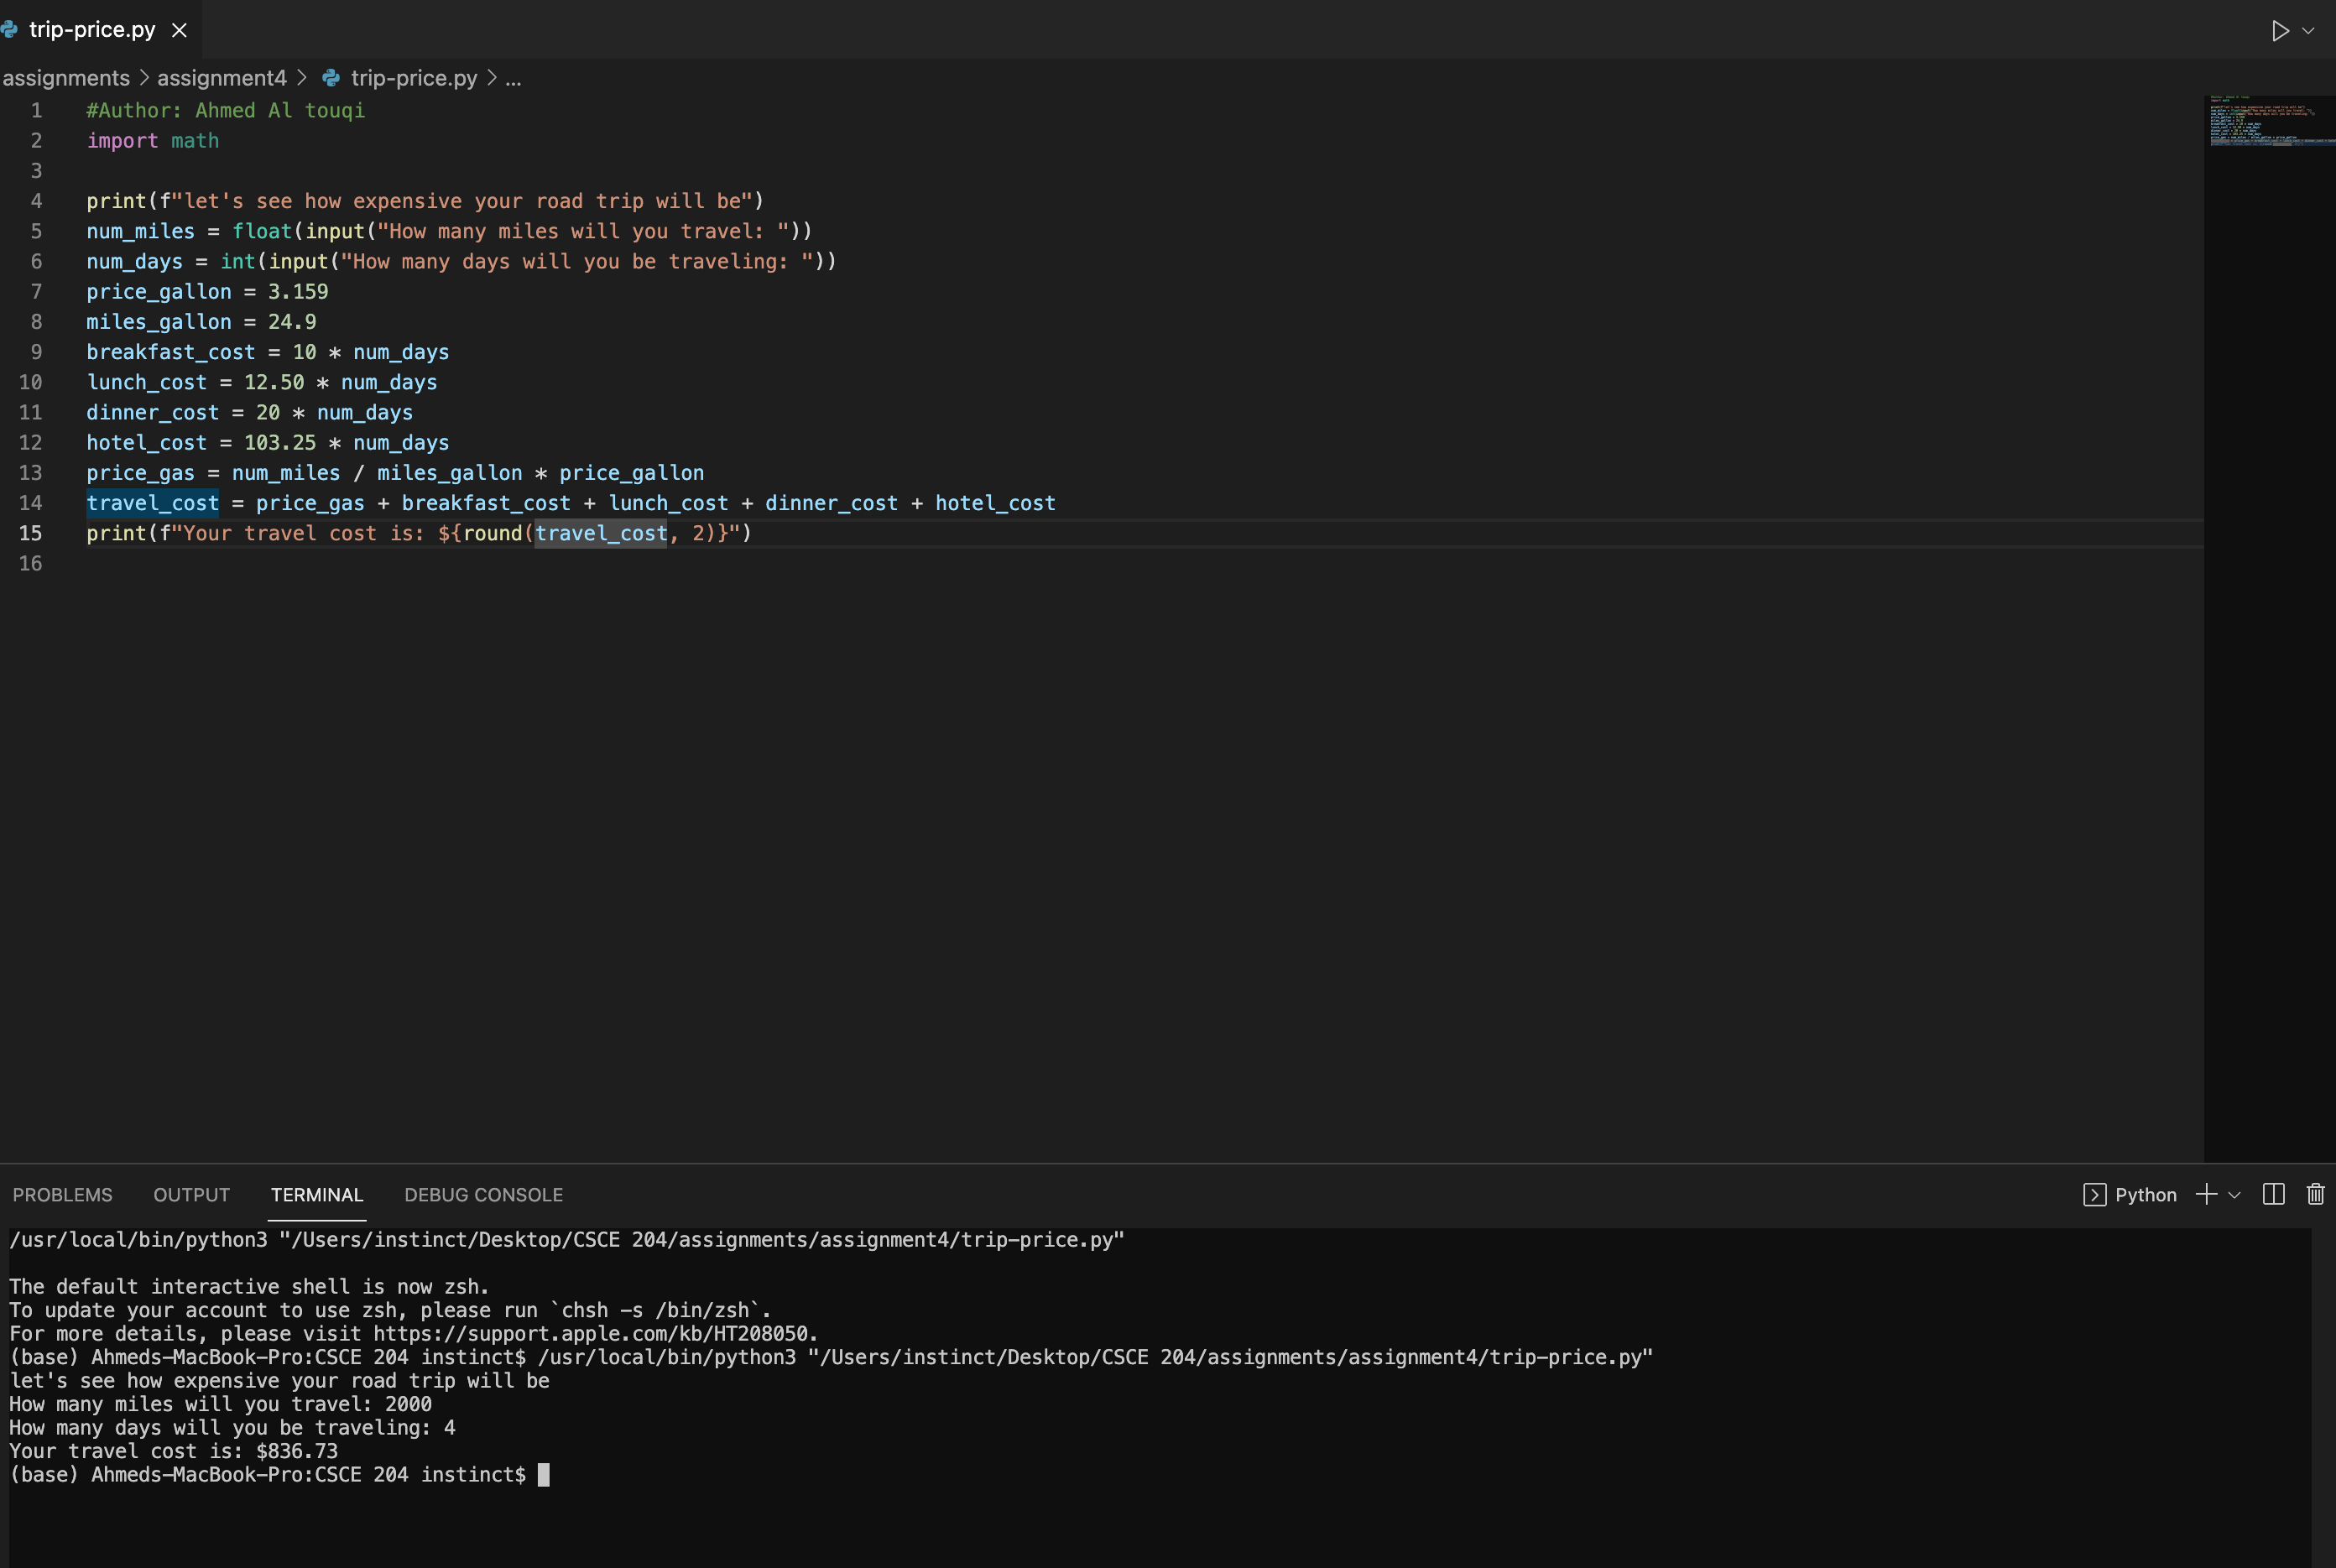 trip-price.py
assignments > assignment4 > trip-price.py > ...
1 #Author: Ahmed Al touqi
2 import math
3
4 print(f"let's see how expensive your road trip will be")
5 num_miles = float(input("How many miles will you travel: "))
6 num_days = int(input("How many days will you be traveling: "))
7 price_gallon = 3.159
8 miles_gallon = 24.9
9 breakfast_cost = 10 * num_days
10 lunch_cost = 12.50 * num_days
11 dinner_cost = 20 * num_days
12 hotel_cost = 103.25 * num_days
13 price_gas = num_miles / miles_gallon * price_gallon
14 travel_cost = price_gas + breakfast_cost + lunch_cost + dinner_cost + hotel_cost
15 print(f"Your travel cost is: ${round(travel_cost, 2)}")
16
PROBLEMS OUTPUT TERMINAL DEBUG CONSOLE Python
/usr/local/bin/python3 "/Users/instinct/Desktop/CSCE 204/assignments/assignment4/trip-price.py"
The default interactive shell is now zsh.
To update your account to use zsh, please run `chsh -s /bin/zsh`.
For more details, please visit https://support.apple.com/kb/HT208050.
(base) Ahmeds-MacBook-Pro:CSCE 204 instinct$ /usr/local/bin/python3 "/Users/instinct/Desktop/CSCE 204/assignments/assignment4/trip-price.py"
let's see how expensive your road trip will be
How many miles will you travel: 2000
How many days will you be traveling: 4
Your travel cost is: $836.73
(base) Ahmeds-MacBook-Pro:CSCE 204 instinct$